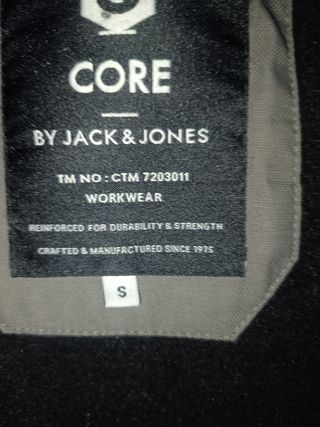 CORE
BY JACK & JONES
TM NO : CTM 7203011
WORKWEAR
REINFORCED FOR DURABILITY & STRENGTH
CRAFTED & MANUFACTURED SINCE 1975
S